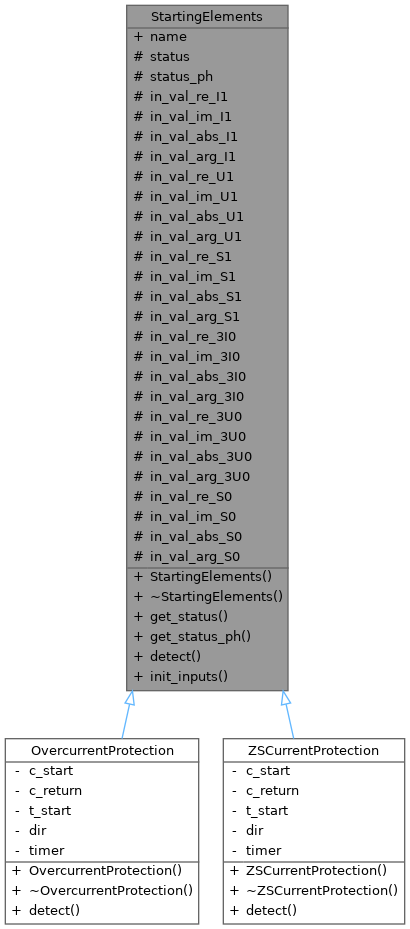 StartingElements
+ name
# status
# status_ph
# in_val_re_I1
# in_val_im_I1
# in_val_abs_I1
# in_val_arg_I1
# in_val_re_U1
# in_val_im_U1
# in_val_abs_U1
# in_val_arg_U1
# in_val_re_S1
# in_val_im_S1
# in_val_abs_S1
# in_val_arg_S1
# in_val_re_3I0
# in_val_im_3I0
# in_val_abs_3I0
# in_val_arg_3I0
# in_val_re_3U0
# in_val_im_3U0
# in_val_abs_3U0
# in_val_arg_3U0
# in_val_re_S0
# in_val_im_S0
# in_val_abs_S0
# in_val_arg_S0
+ StartingElements()
+ ~StartingElements()
+ get_status()
+ get_status_ph()
+ detect()
+ init_inputs()
OvercurrentProtection
- c_start
- c_return
- t_start
- dir
- timer
+ OvercurrentProtection()
+ ~OvercurrentProtection()
+ detect()
ZSCurrentProtection
- c_start
- c_return
- t_start
- dir
- timer
+ ZSCurrentProtection()
+ ~ZSCurrentProtection()
+ detect()